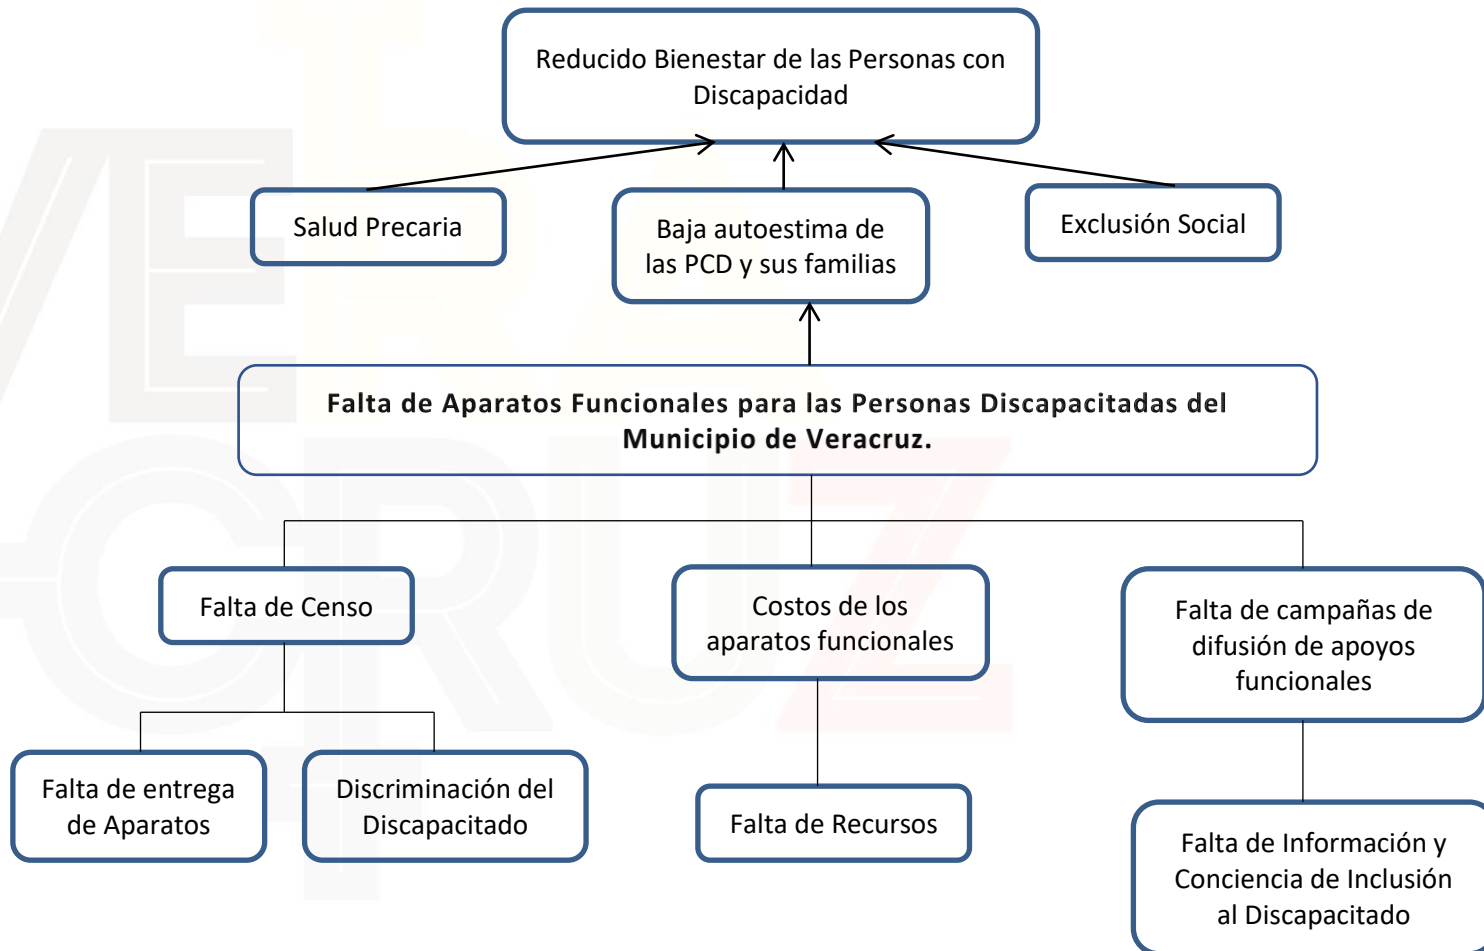 Reducido Bienestar de las Personas con
Discapacidad
Salud Precaria
Baja autoestima de
las PCD y sus familias
Exclusión Social
Falta de Aparatos Funcionales para las Personas Discapacitadas del
Municipio de Veracruz.
Falta de Censo
Costos de los
aparatos funcionales
Falta de campañas de
difusión de apoyos
funcionales
Falta de entrega
de Aparatos
Discriminación del
Discapacitado
Falta de Recursos
Falta de Información y
Conciencia de Inclusión
al Discapacitado
VERA
CRUZ